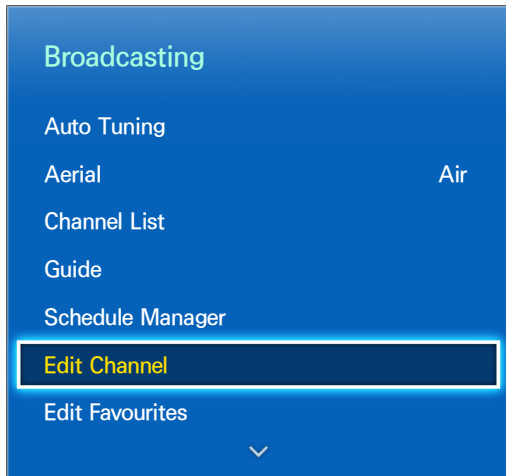 Broadcasting
Auto Tuning
Aerial Air
Channel List
Guide
Schedule Manager
Edit Channel
Edit Favourites